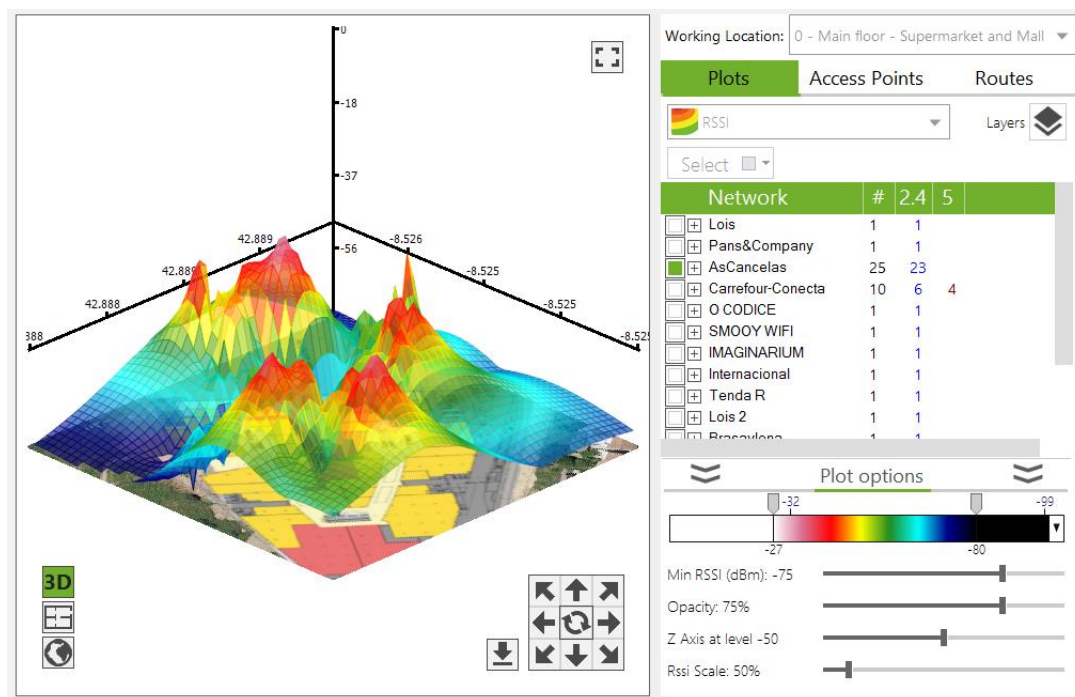 0
-18
-37
-56
42.889
42.889
42.888
388
-8.526
-8.525
-8.525
-8.525
3D
Working Location: 0 - Main floor - Supermarket and Mall
Plots Access Points Routes
RSSI Layers
Select
Network # 2.4 5
Lois 1 1
Pans&Company 1 1
AsCancelas 25 23
Carrefour-Conecta 10 6 4
O CODICE 1 1
SMOOY WIFI 1 1
IMAGINARIUM 1 1
Internacional 1 1
Tenda R 1 1
Lois 2 1 1
Brasaylena 1 1
Plot options
-32 -99
-27 -80
Min RSSI (dBm): -75
Opacity: 75%
Z Axis at level -50
Rssi Scale: 50%